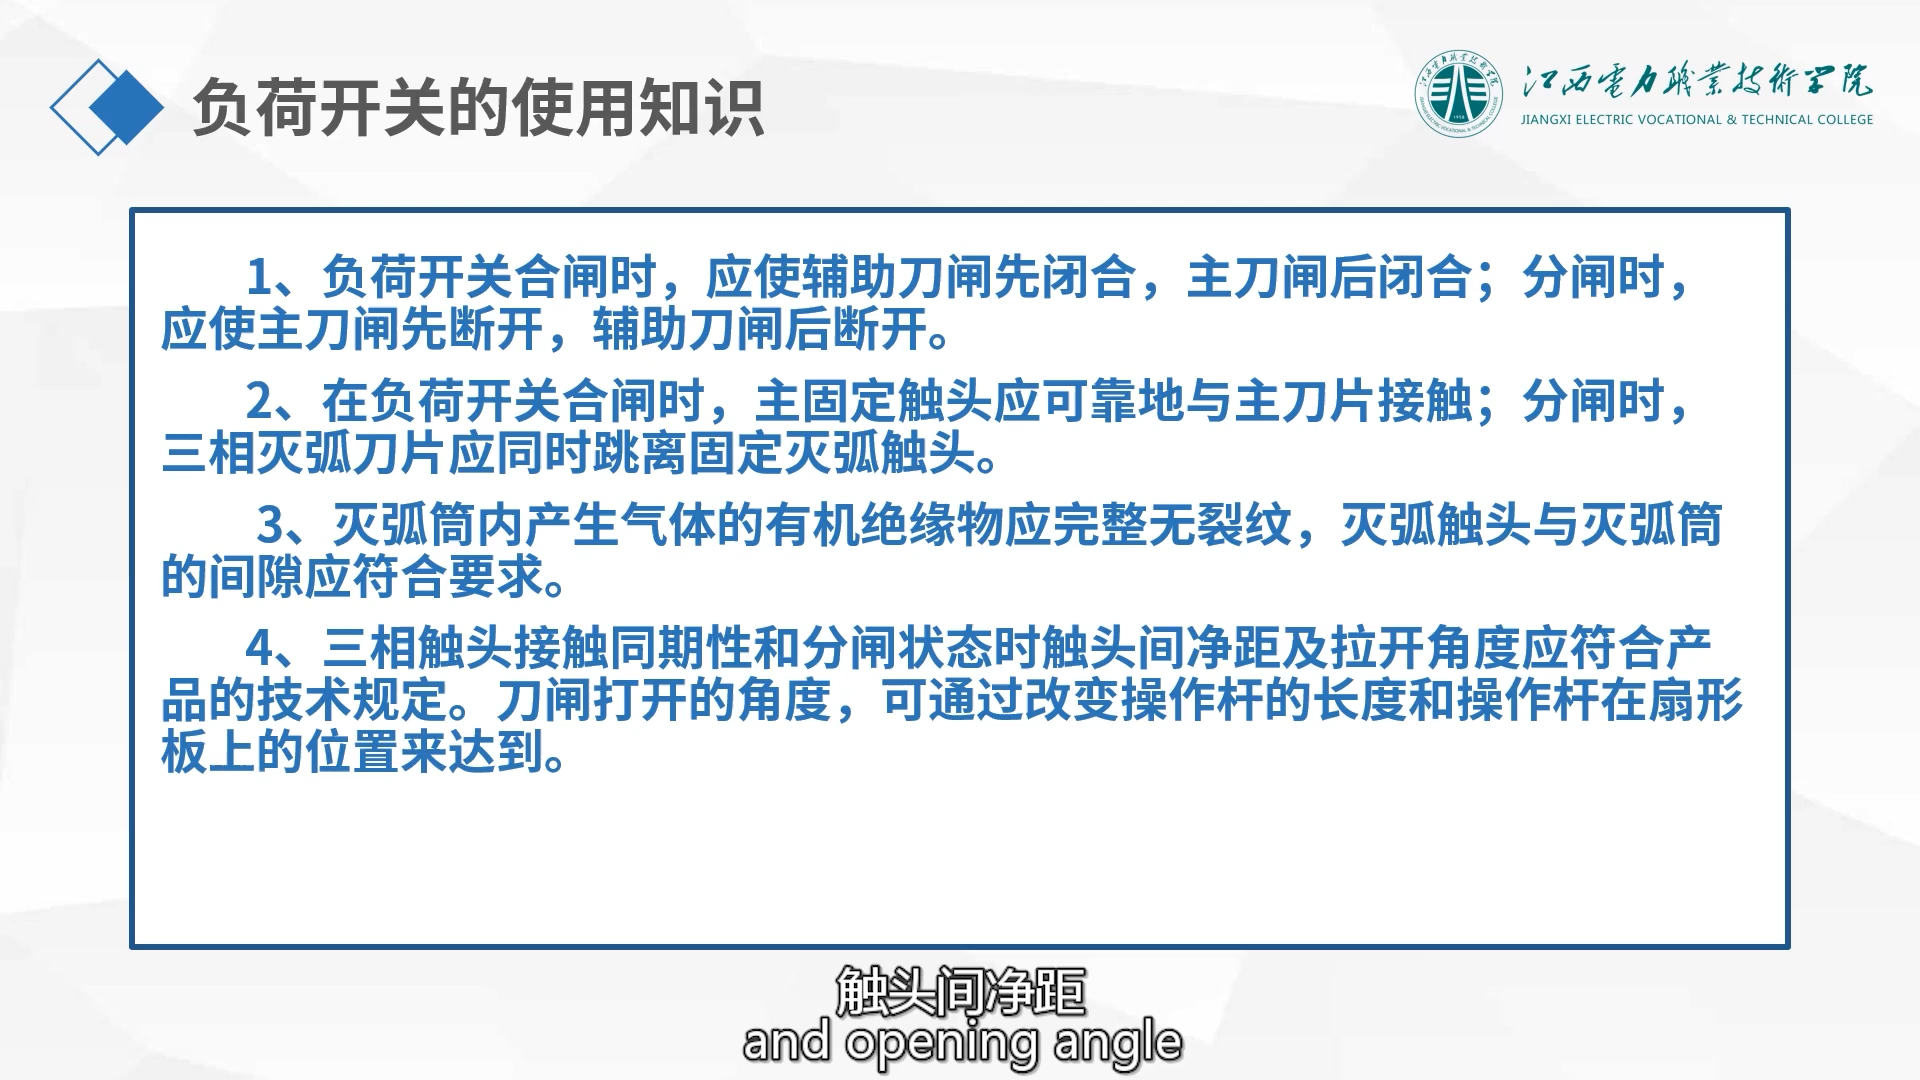 负荷开关的使用知识
江西電力職業技術学院
JIANGXI ELECTRIC VOCATIONAL & TECHNICAL COLLEGE
1、负荷开关合闸时，应使辅助刀闸先闭合，主刀闸后闭合；分闸时，
应使主刀闸先断开，辅助刀闸后断开。
2、在负荷开关合闸时，主固定触头应可靠地与主刀片接触；分闸时，
三相灭弧刀片应同时跳离固定灭弧触头。
3、灭弧筒内产生气体的有机绝缘物应完整无裂纹，灭弧触头与灭弧筒
的间隙应符合要求。
4、三相触头接触同期性和分闸状态时触头间净距及拉开角度应符合产
品的技术规定。刀闸打开的角度，可通过改变操作杆的长度和操作杆在扇形
板上的位置来达到。
触头间净距
and opening angle